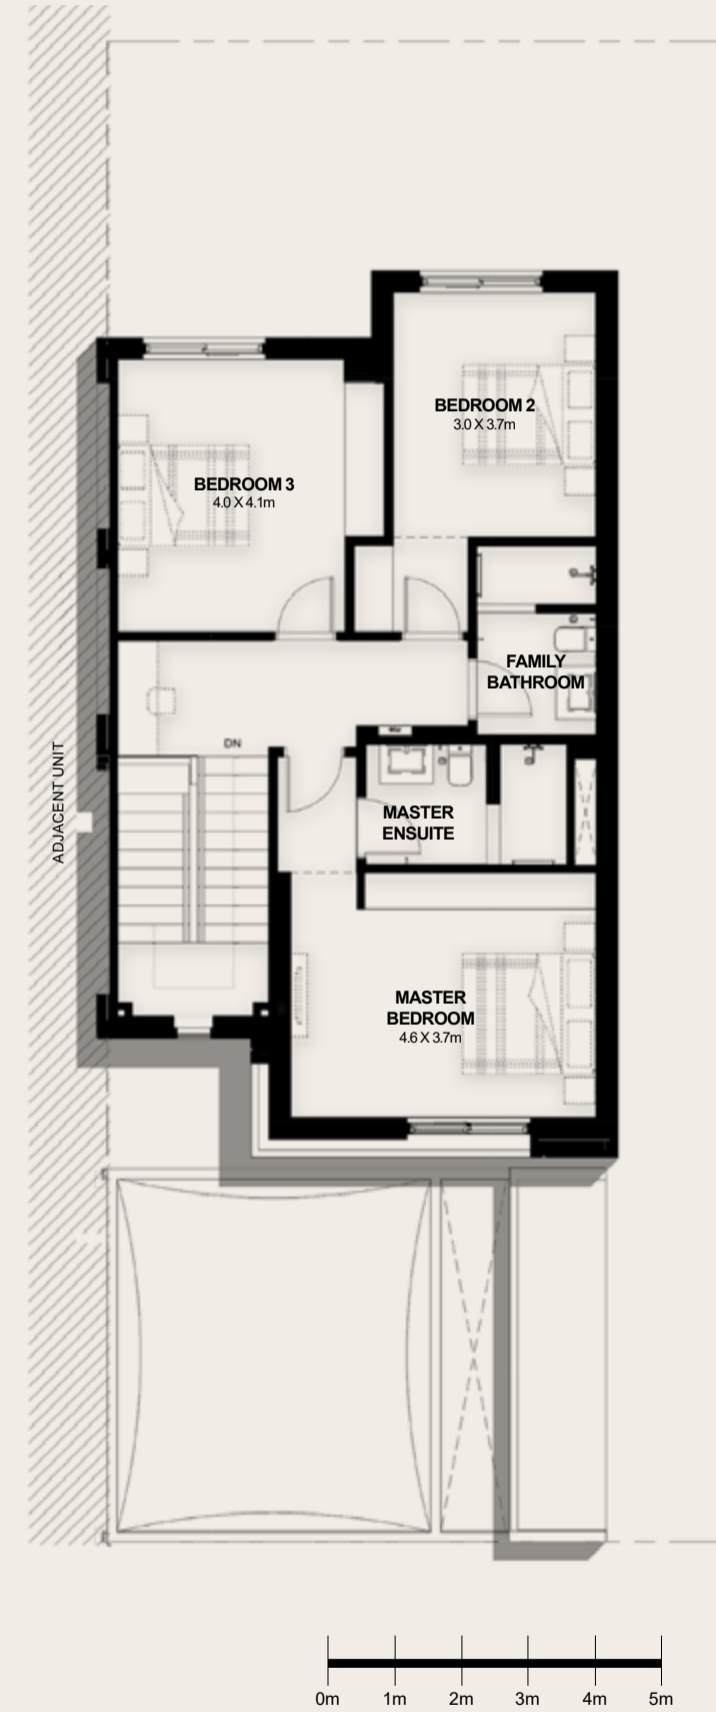 BEDROOM 2
3.0 X 3.7m
BEDROOM 3
4.0 X 4.1m
FAMILY
BATHROOM
DN
ADJACENT UNIT
MASTER
ENSUITE
MASTER
BEDROOM
4.6 X 3.7m
0m 1m 2m 3m 4m 5m